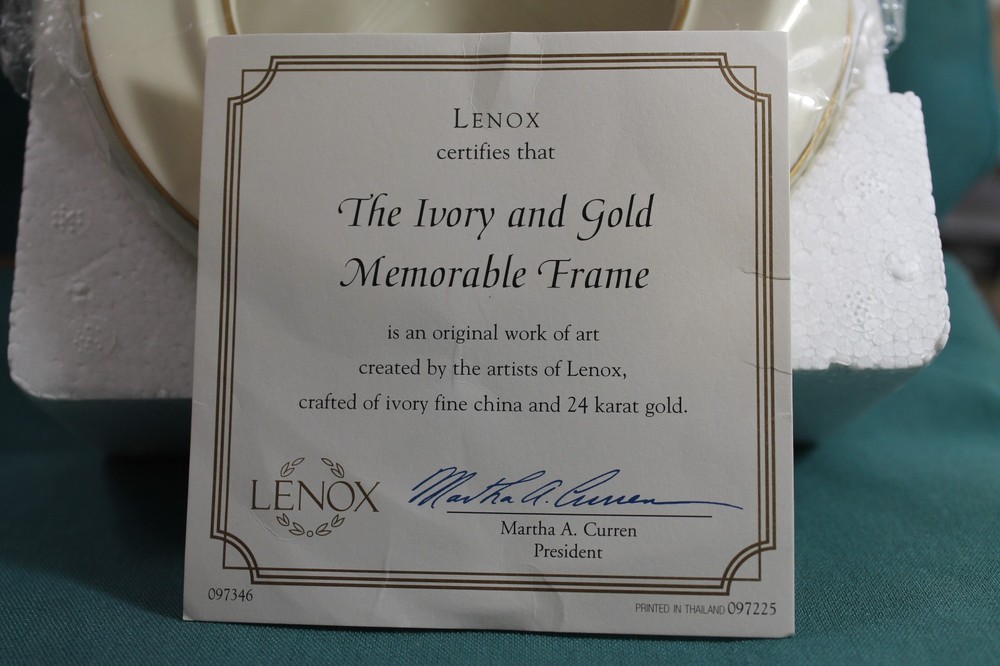 LENOX
certifies that
The Ivory and Gold
Memorable Frame
is an original work of art
created by the artists of Lenox,
crafted of ivory fine china and 24 karat gold.
LENOX
Martha A. Curren
Martha A. Curren
President
097346
PRINTED IN THAILAND 097225